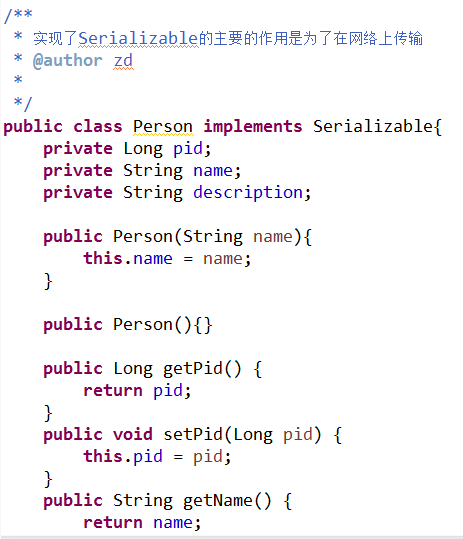 /**
 * 实现了Serializable的主要的作用是为了在网络上传输
 * @author zd
 *
 */
public class Person implements Serializable{
    private Long pid;
    private String name;
    private String description;

    public Person(String name){
        this.name = name;
    }

    public Person(){}

    public Long getPid() {
        return pid;
    }
    public void setPid(Long pid) {
        this.pid = pid;
    }
    public String getName() {
        return name;